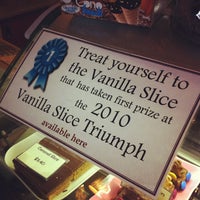 Treat yourself to
the Vanilla Slice
that has taken first prize at
the 2010
Vanilla Slice Triumph
available here